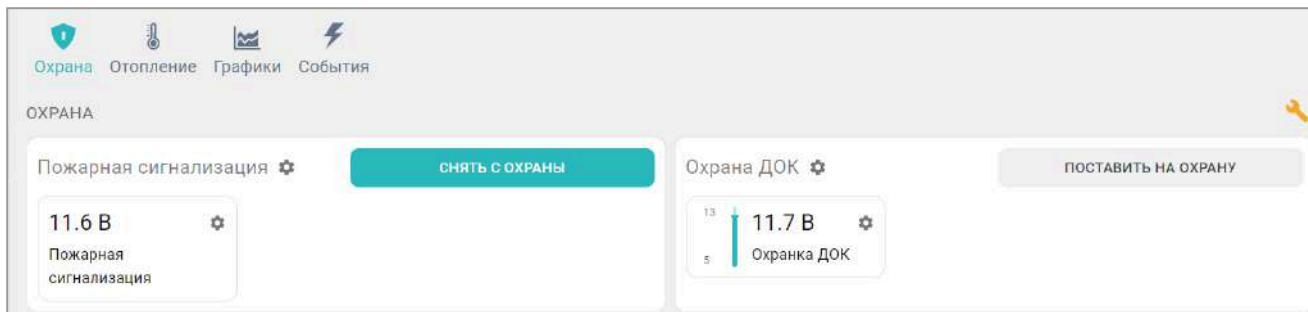 Охрана Отопление Графики События
ОХРАНА
Пожарная сигнализация СНЯТЬ С ОХРАНЫ
11.6 В
Пожарная
сигнализация
Охрана ДОК ПОСТАВИТЬ НА ОХРАНУ
13
11.7 В
5
Охранка ДОК